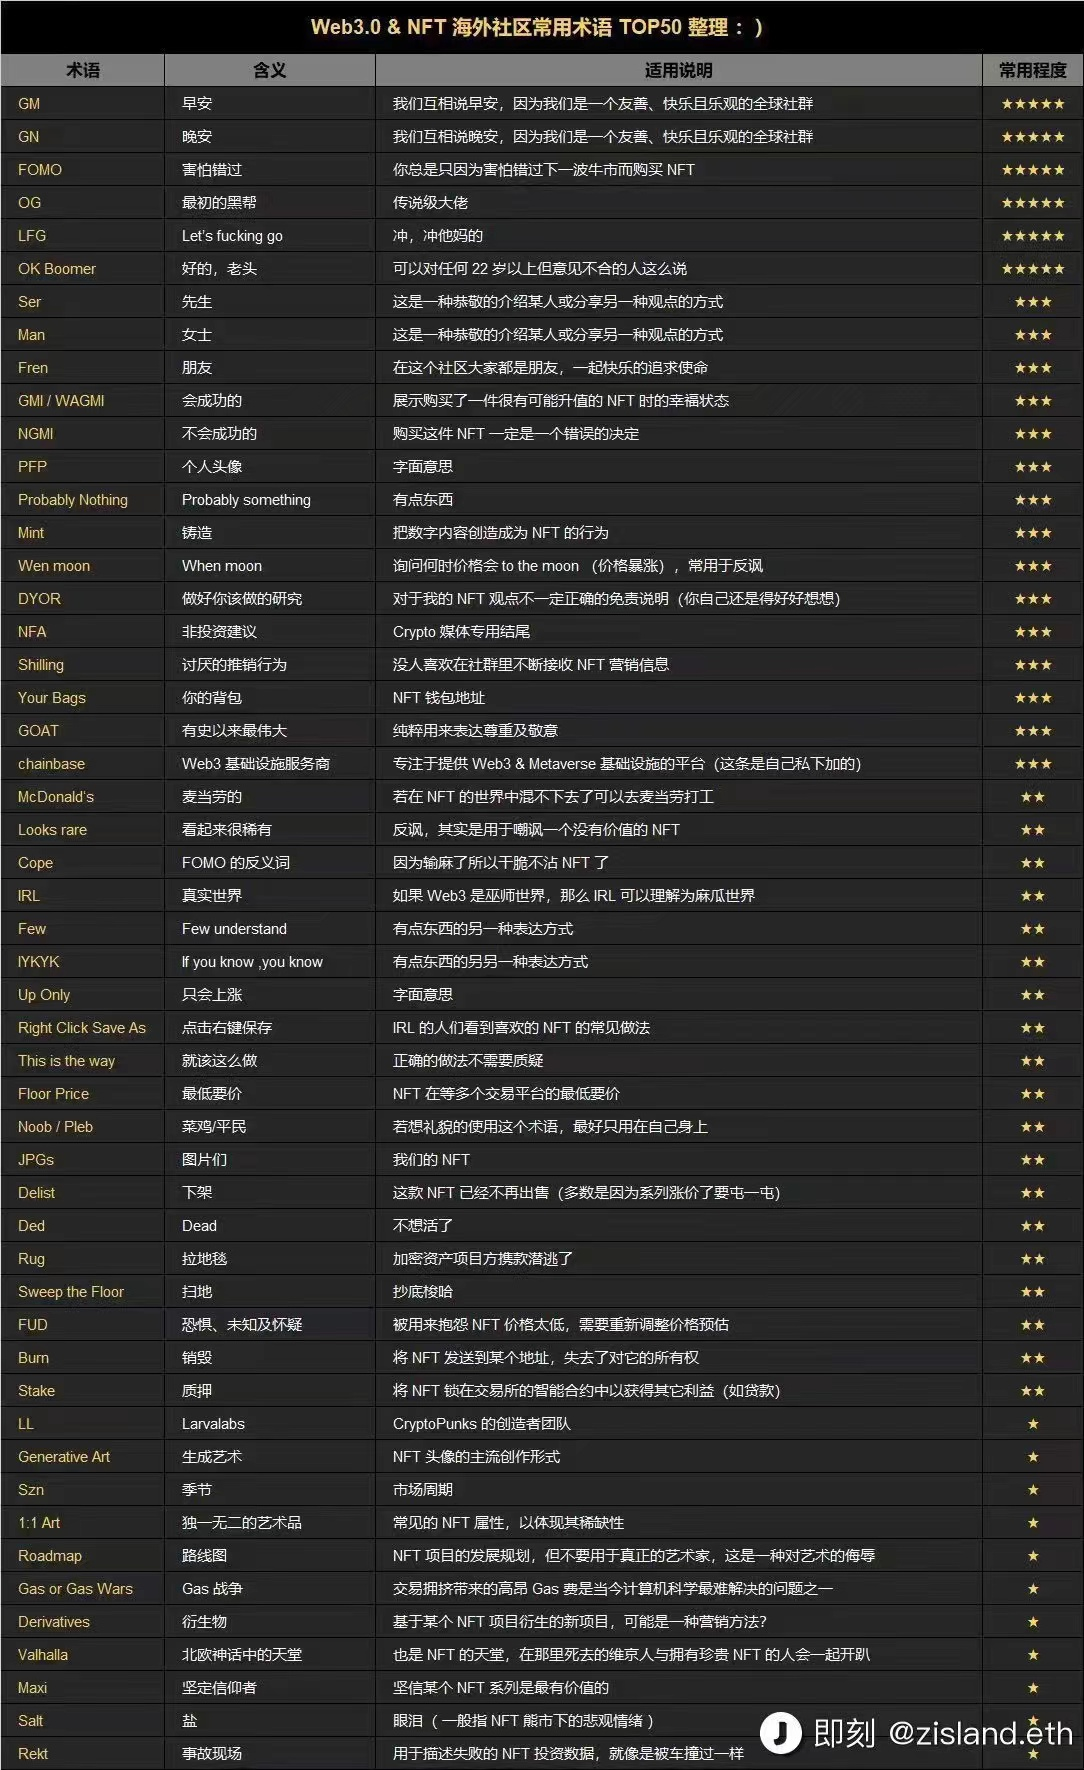 Web3.0 & NFT 海外社区常用术语 TOP50 整理：)
术语 含义 适用说明 常用程度
GM 早安 我们互相说早安，因为我们是一个友善、快乐且乐观的全球社群 ★★★★★
GN 晚安 我们互相说晚安，因为我们是一个友善、快乐且乐观的全球社群 ★★★★★
FOMO 害怕错过 你总是只因为害怕错过下一波牛市而购买 NFT ★★★★★
OG 最初的黑帮 传说级大佬 ★★★★★
LFG Let's fucking go 冲，冲他妈的 ★★★★★
OK Boomer 好的，老头 可以对任何 22 岁以上但意见不合的人这么说 ★★★★★
Ser 先生 这是一种恭敬的介绍某人或分享另一种观点的方式 ★★★
Man 女士 这是一种恭敬的介绍某人或分享另一种观点的方式 ★★★
Fren 朋友 在这个社区大家都是朋友，一起快乐的追求使命 ★★★
GMI / WAGMI 会成功的 展示购买了一件很有可能升值的 NFT 时的幸福状态 ★★★
NGMI 不会成功的 购买这件 NFT 一定是一个错误的决定 ★★★
PFP 个人头像 字面意思 ★★★
Probably Nothing Probably something 有点东西 ★★★
Mint 铸造 把数字内容创造成为 NFT 的行为 ★★★
Wen moon When moon 询问何时价格会 to the moon （价格暴涨），常用于反讽 ★★★
DYOR 做好你该做的研究 对于我的 NFT 观点不一定正确的免责说明（你自己还是得好好想想） ★★★
NFA 非投资建议 Crypto 媒体专用结尾 ★★★
Shilling 讨厌的推销行为 没人喜欢在社群里不断接收 NFT 营销信息 ★★★
Your Bags 你的背包 NFT 钱包地址 ★★★
GOAT 有史以来最伟大 纯粹用来表达尊重及敬意 ★★★
chainbase Web3 基础设施服务商 专注于提供 Web3 & Metaverse 基础设施的平台（这条是自己私下加的） ★★★
McDonald's 麦当劳的 若在 NFT 的世界中混不下去了可以去麦当劳打工 ★★
Looks rare 看起来很稀有 反讽，其实是用于嘲讽一个没有价值的 NFT ★★
Cope FOMO 的反义词 因为输麻了所以干脆不沾 NFT 了 ★★
IRL 真实世界 如果 Web3 是巫师世界，那么 IRL 可以理解为麻瓜世界 ★★
Few Few understand 有点东西的另一种表达方式 ★★
IYKYK If you know ,you know 有点东西的另另一种表达方式 ★★
Up Only 只会上涨 字面意思 ★★
Right Click Save As 点击右键保存 IRL 的人们看到喜欢的 NFT 的常见做法 ★★
This is the way 就该这么做 正确的做法不需要质疑 ★★
Floor Price 最低要价 NFT 在等多个交易平台的最低要价 ★★
Noob / Pleb 菜鸡/平民 若想礼貌的使用这个术语，最好只用在自己身上 ★★
JPGs 图片们 我们的 NFT ★★
Delist 下架 这款 NFT 已经不再出售（多数是因为系列涨价了要屯一屯） ★★
Ded Dead 不想活了 ★★
Rug 拉地毯 加密资产项目方携款潜逃了 ★★
Sweep the Floor 扫地 抄底梭哈 ★★
FUD 恐惧、未知及怀疑 被用来抱怨 NFT 价格太低，需要重新调整价格预估 ★★
Burn 销毁 将 NFT 发送到某个地址，失去了对它的所有权 ★★
Stake 质押 将 NFT 锁在交易所的智能合约中以获得其它利益（如贷款） ★★
LL Larvalabs CryptoPunks 的创造者团队 ★
Generative Art 生成艺术 NFT 头像的主流创作形式 ★
Szn 季节 市场周期 ★
1:1 Art 独一无二的艺术品 常见的 NFT 属性，以体现其稀缺性 ★
Roadmap 路线图 NFT 项目的发展规划，但不要用于真正的艺术家，这是一种对艺术的侮辱 ★
Gas or Gas Wars Gas 战争 交易拥挤带来的高昂 Gas 费是当今计算机科学最难解决的问题之一 ★
Derivatives 衍生物 基于某个 NFT 项目衍生的新项目，可能是一种营销方法? ★
Valhalla 北欧神话中的天堂 也是 NFT 的天堂，在那里死去的维京人与拥有珍贵 NFT 的人会一起开趴 ★
Maxi 坚定信仰者 坚信某个 NFT 系列是最有价值的 ★
Salt 盐 眼泪（一般指 NFT 熊市下的悲观情绪） ★
Rekt 事故现场 用于描述失败的 NFT 投资数据，就像是被车撞过一样 ★
即刻 @zisland.eth